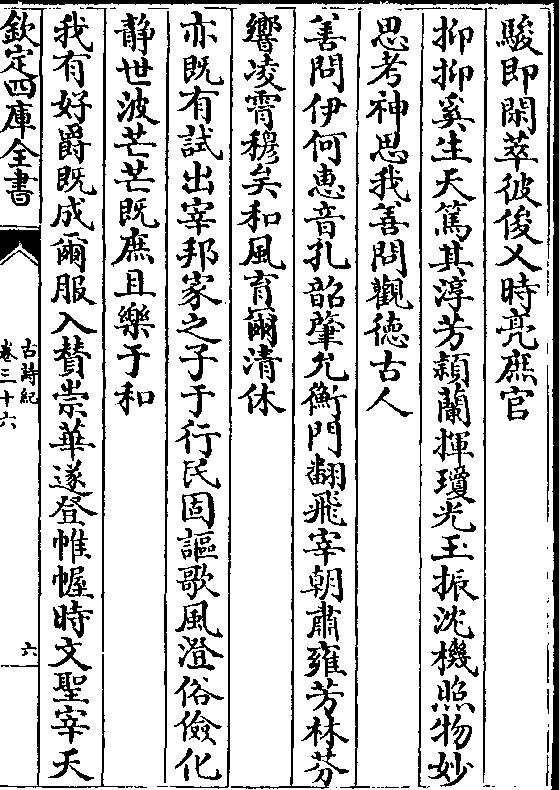 駿即閑萃彼俊乂時亮庶官
抑抑奚生天篤其淳芳穎蘭揮瓊光玉振沈機照物妙
思考神思我善問觀徳古人
善問伊何惠音孔韶肇允衡門翻飛宰朝肅雍芳林芬
響凌霄穆矣和風育爾清休
亦既有試出宰邦家之子于行民固謳歌風澄俗儉化
静世波芒芒既庶且樂于和
我有好爵既成爾服入賛崇華遂登帷幄時文聖宰天
欽定四庫全書
古詩紀
卷三十六
六